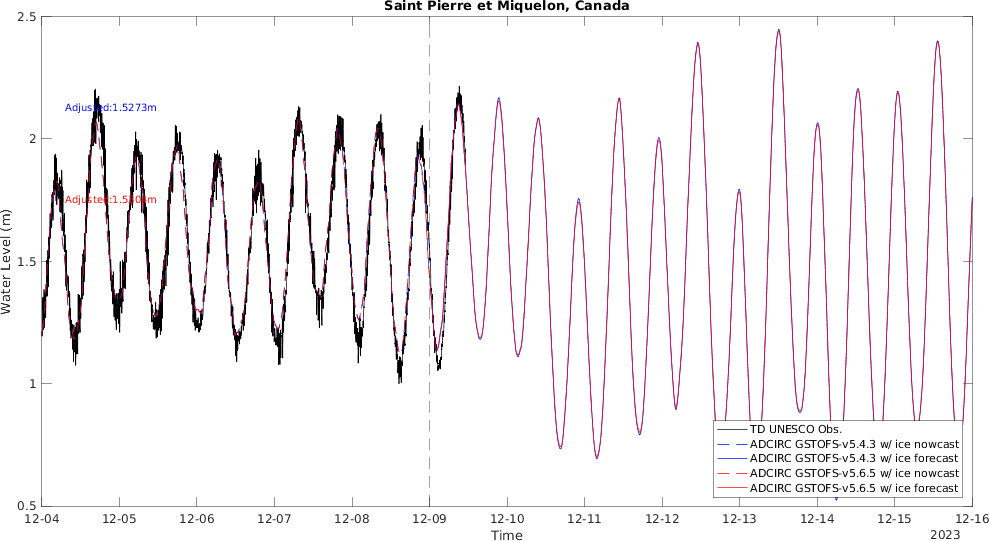 Saint Pierre et Miquelon, Canada
Water Level (m)
2.5
2
1.5
1
0.5
Adjusted:1.5273m
TD UNESCO Obs.
ADCIRC GSTOFS-v5.4.3 w/ ice nowcast
ADCIRC GSTOFS-v5.4.3 w/ ice forecast
ADCIRC GSTOFS-v5.6.5 w/ ice nowcast
ADCIRC GSTOFS-v5.6.5 w/ ice forecast
12-04 12-05 12-06 12-07 12-08 12-09 12-10 12-11 12-12 12-13 12-14 12-15 12-16
Time
2023